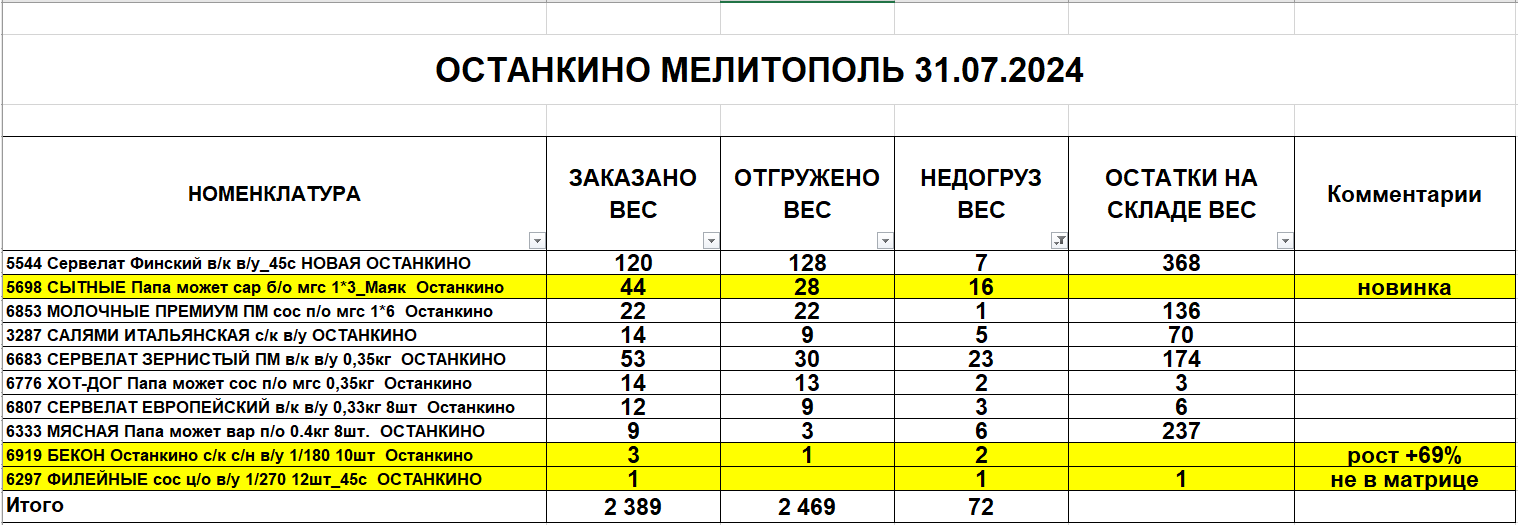 ОСТАНКИНО МЕЛИТОПОЛЬ 31.07.2024
НОМЕНКЛАТУРА ЗАКАЗАНО ВЕС ОТГРУЖЕНО ВЕС НЕДОГРУЗ ВЕС ОСТАТКИ НА СКЛАДЕ ВЕС Комментарии
5544 Сервелат Финский в/к в/у_45с НОВАЯ ОСТАНКИНО 120 128 7 368
5698 СЫТНЫЕ Папа может сар б/о мгс 1*3_Маяк Останкино 44 28 16 новинка
6853 МОЛОЧНЫЕ ПРЕМИУМ ПМ сос п/о мгс 1*6 Останкино 22 22 1 136
3287 САЛЯМИ ИТАЛЬЯНСКАЯ с/к в/у ОСТАНКИНО 14 9 5 70
6683 СЕРВЕЛАТ ЗЕРНИСТЫЙ ПМ в/к в/у 0,35кг ОСТАНКИНО 53 30 23 174
6776 ХОТ-ДОГ Папа может сос п/о мгс 0,35кг Останкино 14 13 2 3
6807 СЕРВЕЛАТ ЕВРОПЕЙСКИЙ в/к в/у 0,33кг 8шт Останкино 12 9 3 6
6333 МЯСНАЯ Папа может вар п/о 0.4кг 8шт. ОСТАНКИНО 9 3 6 237
6919 БЕКОН Останкино с/к с/н в/у 1/180 10шт Останкино 3 1 2 рост +69%
6297 ФИЛЕЙНЫЕ сос ц/о в/у 1/270 12шт_45с ОСТАНКИНО 1 1 1 не в матрице
Итого 2 389 2 469 72